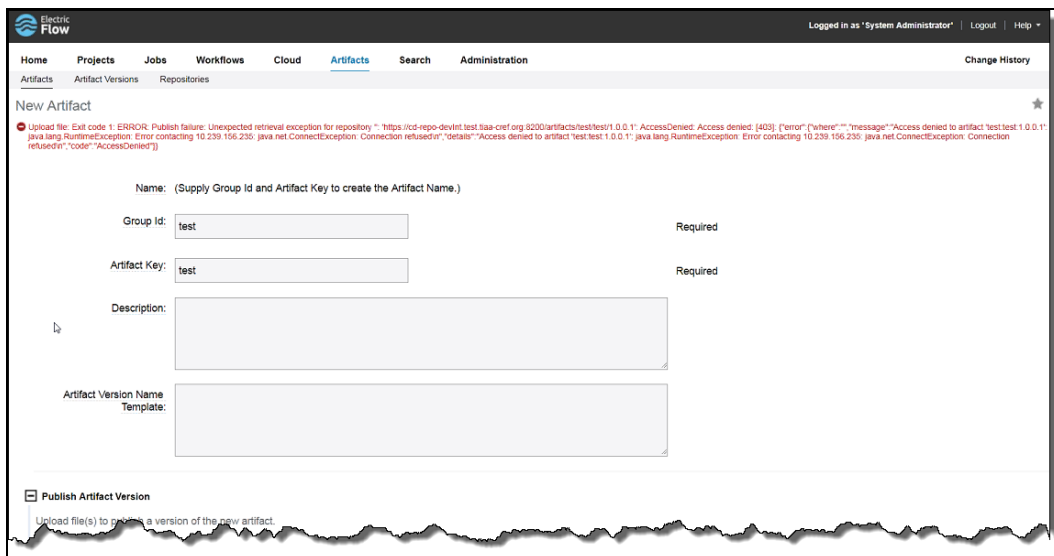 Electric
Flow
Logged in as 'System Administrator' | Logout | Help
Home Projects Jobs Workflows Cloud Artifacts Search Administration Change History
Artifacts Artifact Versions Repositories
New Artifact
Upload file: Exit code 1: ERROR: Publish failure: Unexpected retrieval exception for repository '': 'https://cd-repo-devint.test.tiaa-cref.org:8200/artifacts/test/test/1.0.0.1': AccessDenied: Access denied: [403]: {"error":{"where":"","message":"Access denied to artifact 'test:test:1.0.0.1':
java.lang.RuntimeException: Error contacting 10.239.156.235: java.net.ConnectException: Connection refused\n","details":"Access denied to artifact 'test:test:1.0.0.1': java.lang.RuntimeException: Error contacting 10.239.156.235: java.net.ConnectException: Connection
refused\n","code":"AccessDenied"}}
Name: (Supply Group Id and Artifact Key to create the Artifact Name.)
Group Id: test Required
Artifact Key: test Required
Description:
Artifact Version Name
Template:
Publish Artifact Version
Upload file(s) to publish a version of the new artifact.